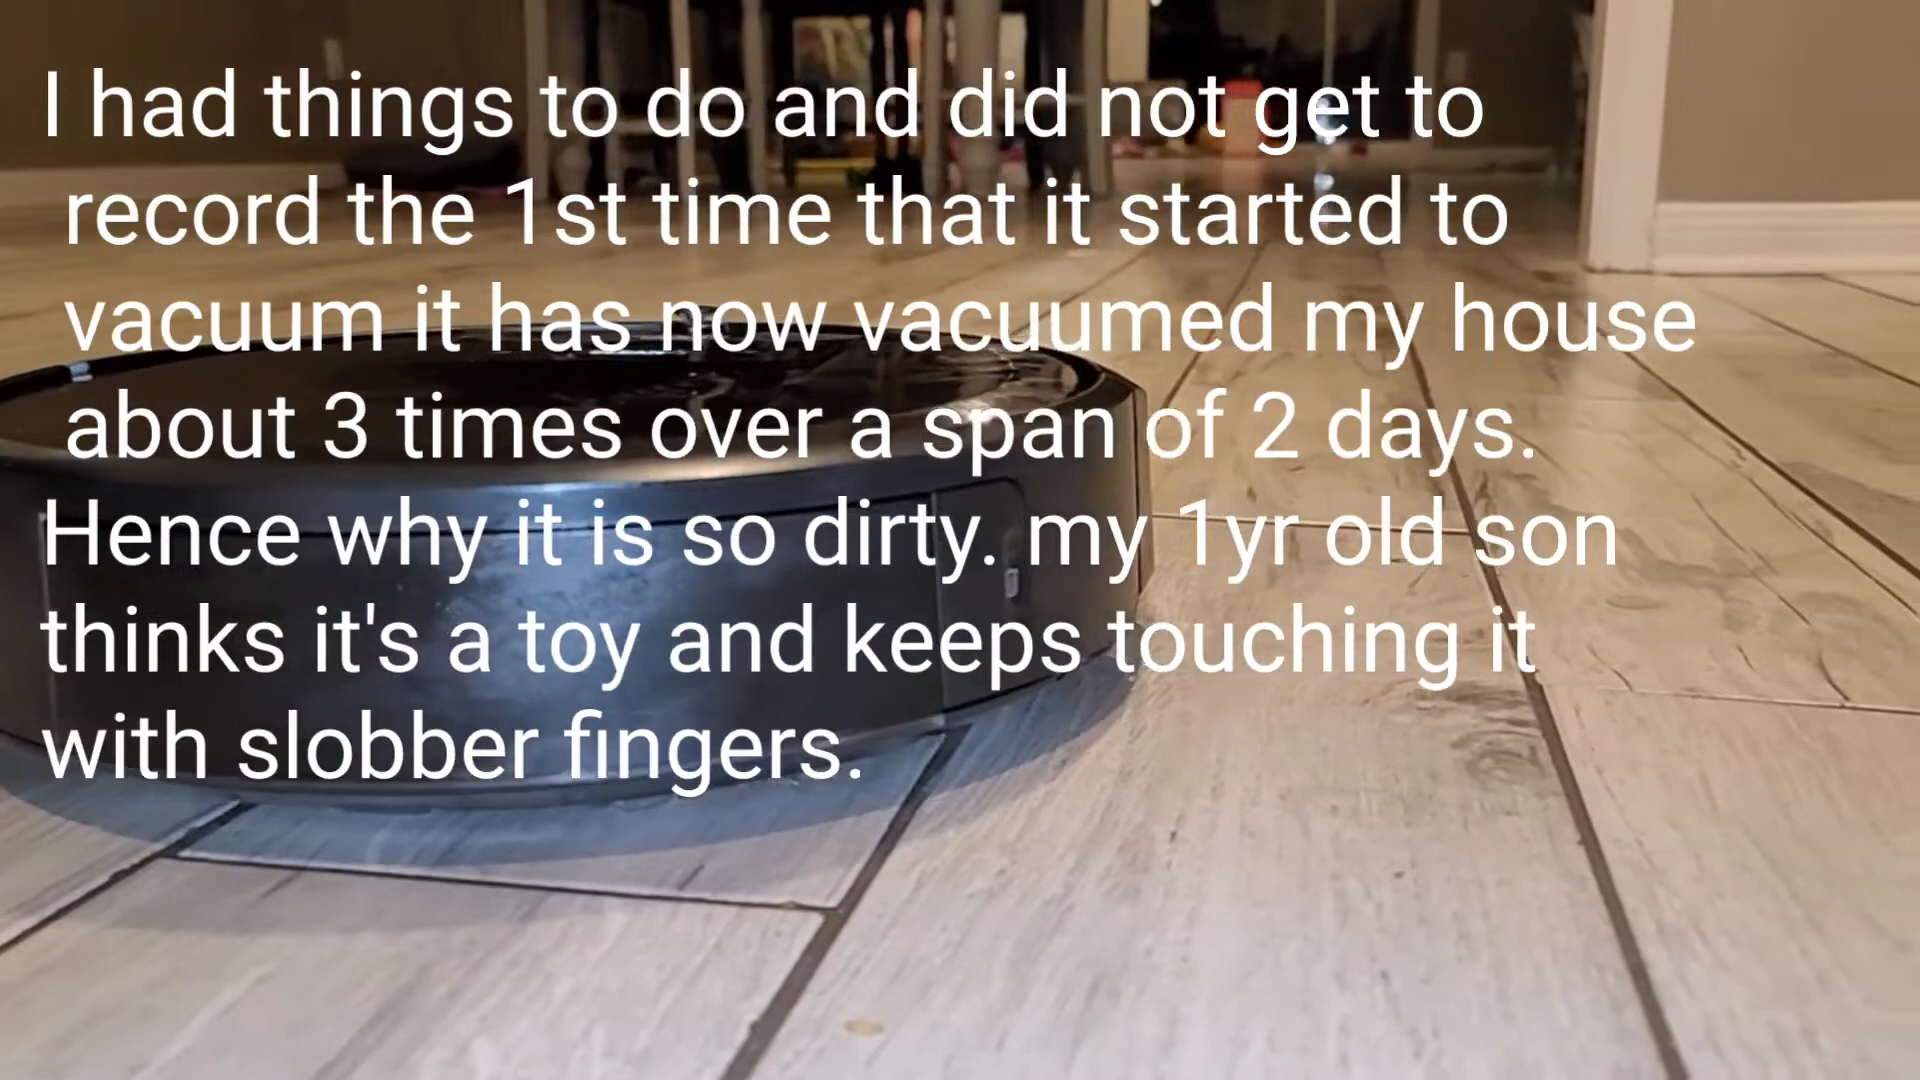 I had things to do and did not get to
record the 1st time that it started to
vacuum it has now vacuumed my house
about 3 times over a span of 2 days.
Hence why it is so dirty. my 1yr old son
thinks it's a toy and keeps touching it
with slobber fingers.